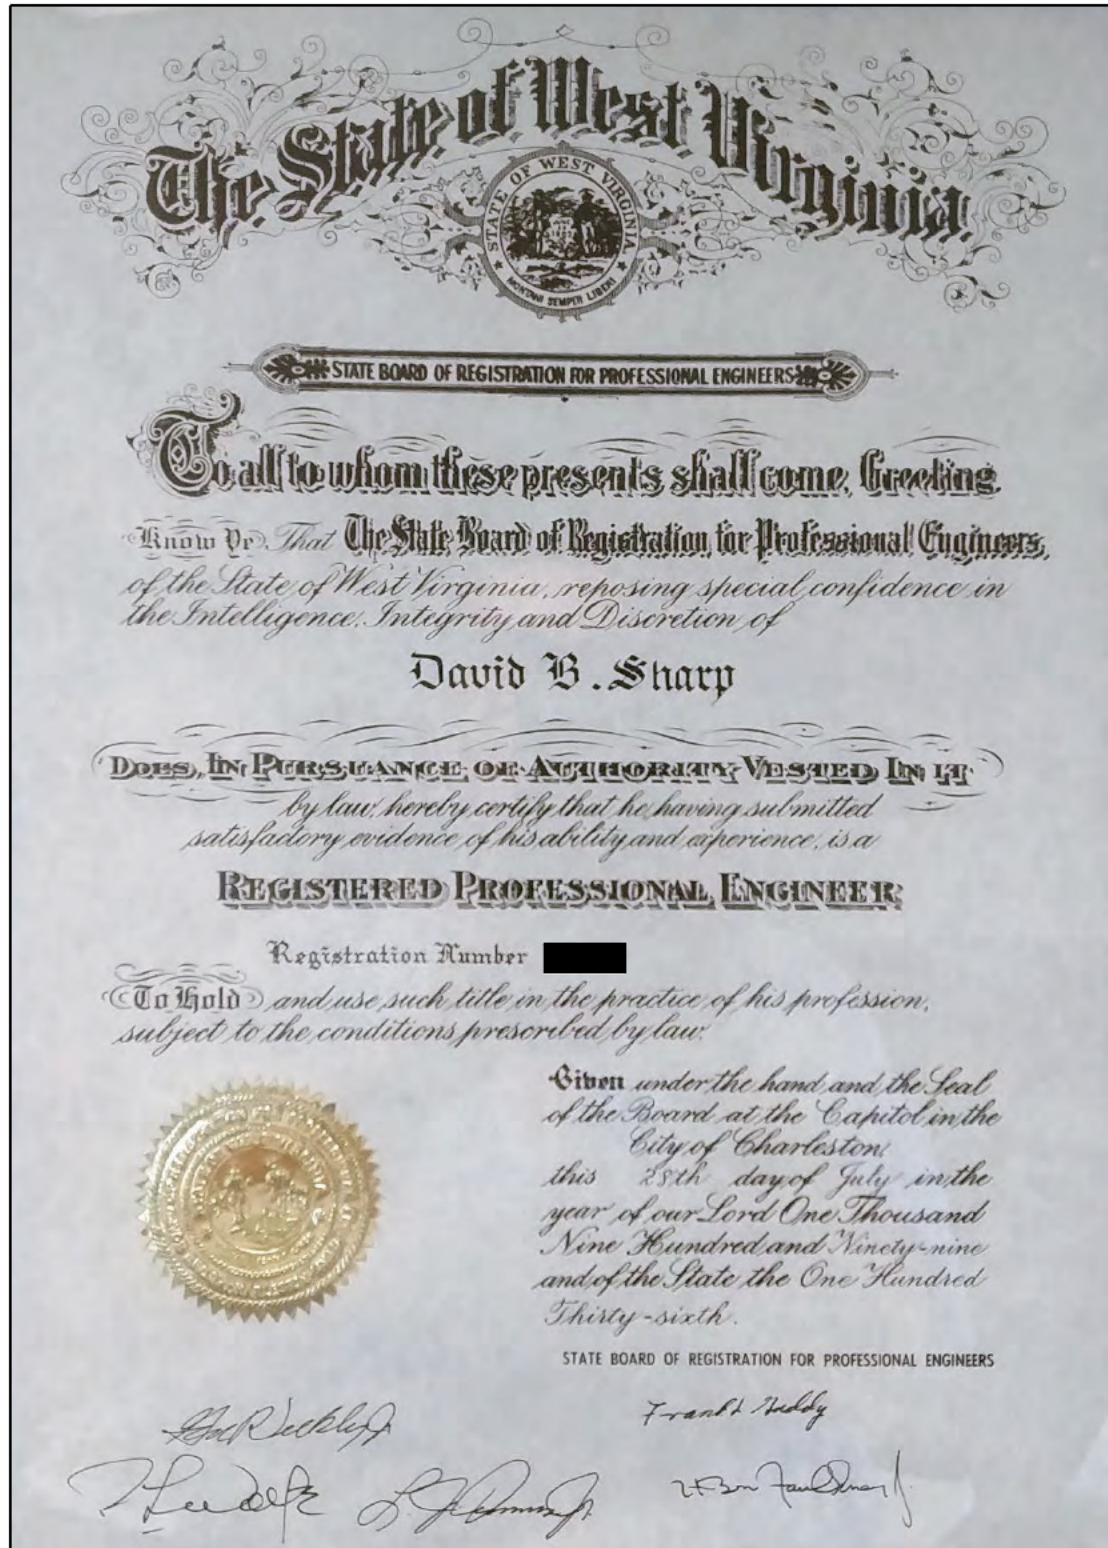 The State of West Virginia
STATE OF WEST VIRGINIA
MONTANI SEMPER LIBERI
STATE BOARD OF REGISTRATION FOR PROFESSIONAL ENGINEERS
To all to whom these presents shall come, Greeting.
Know Ye, That The State Board of Registration for Professional Engineers,
of the State of West Virginia, reposing special confidence in
the Intelligence, Integrity and Discretion of
David B. Sharp
DOES, IN PURSUANCE OF AUTHORITY VESTED IN IT
by law, hereby certify that he, having submitted
satisfactory evidence of his ability and experience, is a
REGISTERED PROFESSIONAL ENGINEER
Registration Number
To Hold and use such title in the practice of his profession,
subject to the conditions prescribed by law.
Given under the hand and the Seal
of the Board at the Capitol in the
City of Charleston,
this 28th day of July in the
year of our Lord One Thousand
Nine Hundred and Ninety-nine
and of the State the One Hundred
Thirty-sixth.
STATE BOARD OF REGISTRATION FOR PROFESSIONAL ENGINEERS